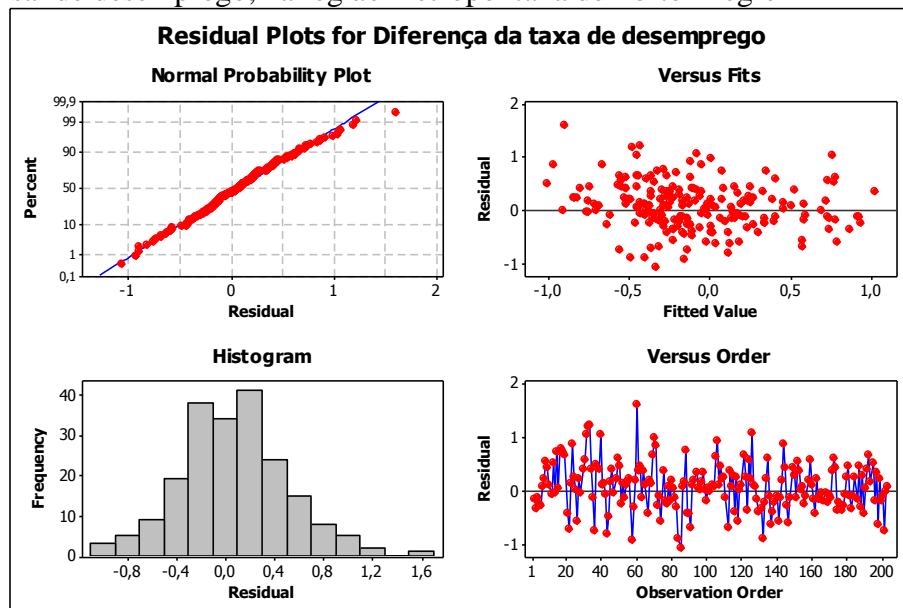 Residual Plots for Diferença da taxa de desemprego
Normal Probability Plot
99,9
99
90
50
10
1
0,1
Percent
-1 0 1 2
Residual
Versus Fits
2
1
0
-1
Residual
-1,0 -0,5 0,0 0,5 1,0
Fitted Value
Histogram
40
30
20
10
0
Frequency
-0,8 -0,4 0,0 0,4 0,8 1,2 1,6
Residual
Versus Order
2
1
0
-1
Residual
1 20 40 60 80 100 120 140 160 180 200
Observation Order